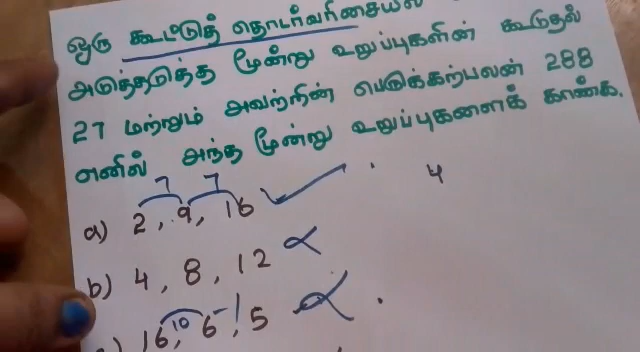 ஒரு கூட்டுத் தொடர்வரிசையில்
அடுத்தடுத்த மூன்று உறுப்புகளின் கூடுதல்
27 மற்றும் அவற்றின் பெருக்கற்பலன் 288
எனில் அந்த மூன்று உறுப்புகளைக் காண்க.
7 7
a) 2, 9, 16 4
b) 4, 8, 12
10
16, 6, 5